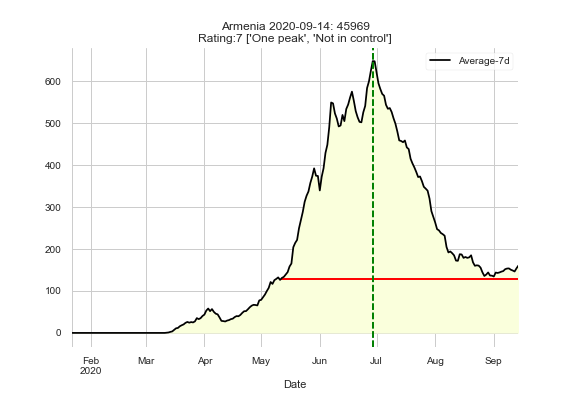 Armenia 2020-09-14: 45969
Rating:7 ['One peak', 'Not in control']
Average-7d
600
500
400
300
200
100
0
Feb
2020
Mar
Apr
May
Jun
Jul
Aug
Sep
Date